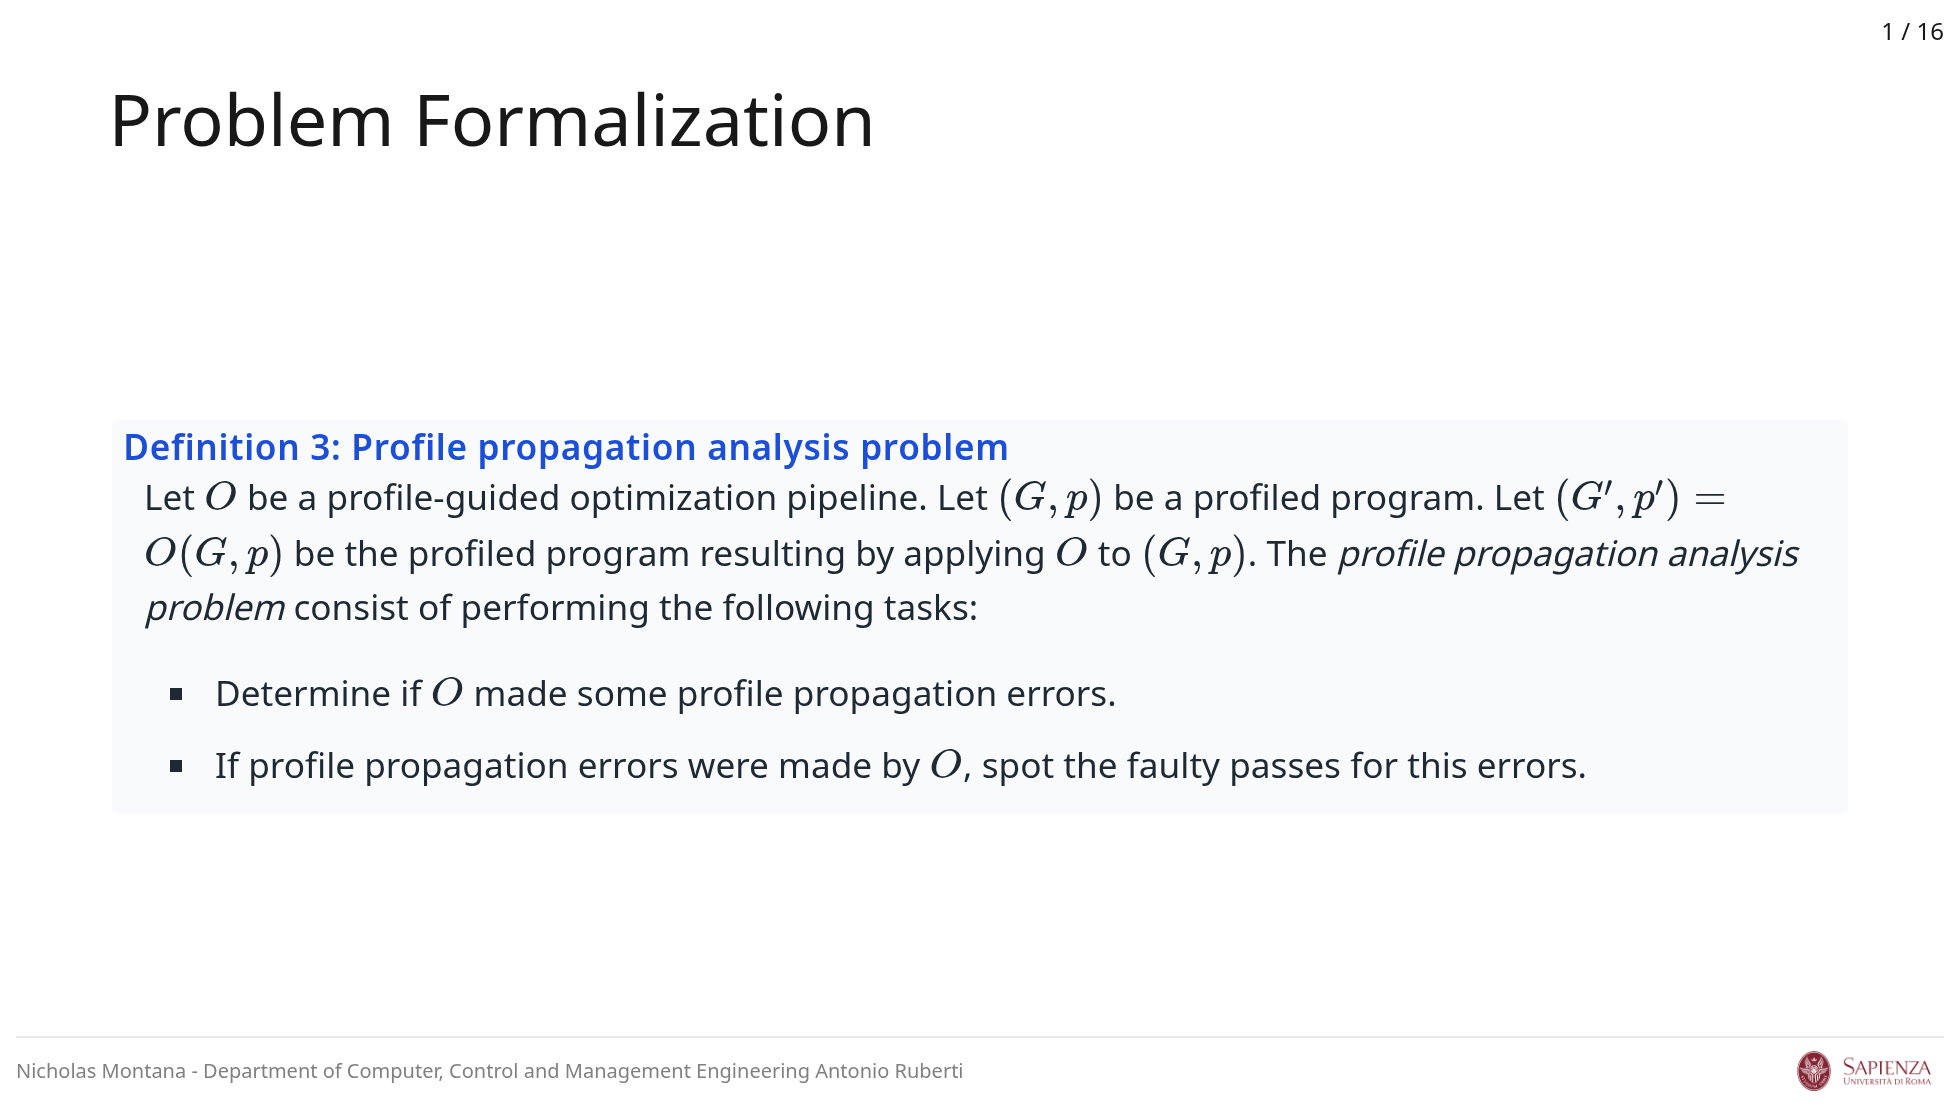 1 / 16
Problem Formalization
Definition 3: Profile propagation analysis problem
Let O be a profile-guided optimization pipeline. Let (G, p) be a profiled program. Let (G′, p′) =
O(G, p) be the profiled program resulting by applying O to (G, p). The profile propagation analysis
problem consist of performing the following tasks:
▪ Determine if O made some profile propagation errors.
▪ If profile propagation errors were made by O, spot the faulty passes for this errors.
Nicholas Montana - Department of Computer, Control and Management Engineering Antonio Ruberti
SAPIENZA
UNIVERSITÀ DI ROMA